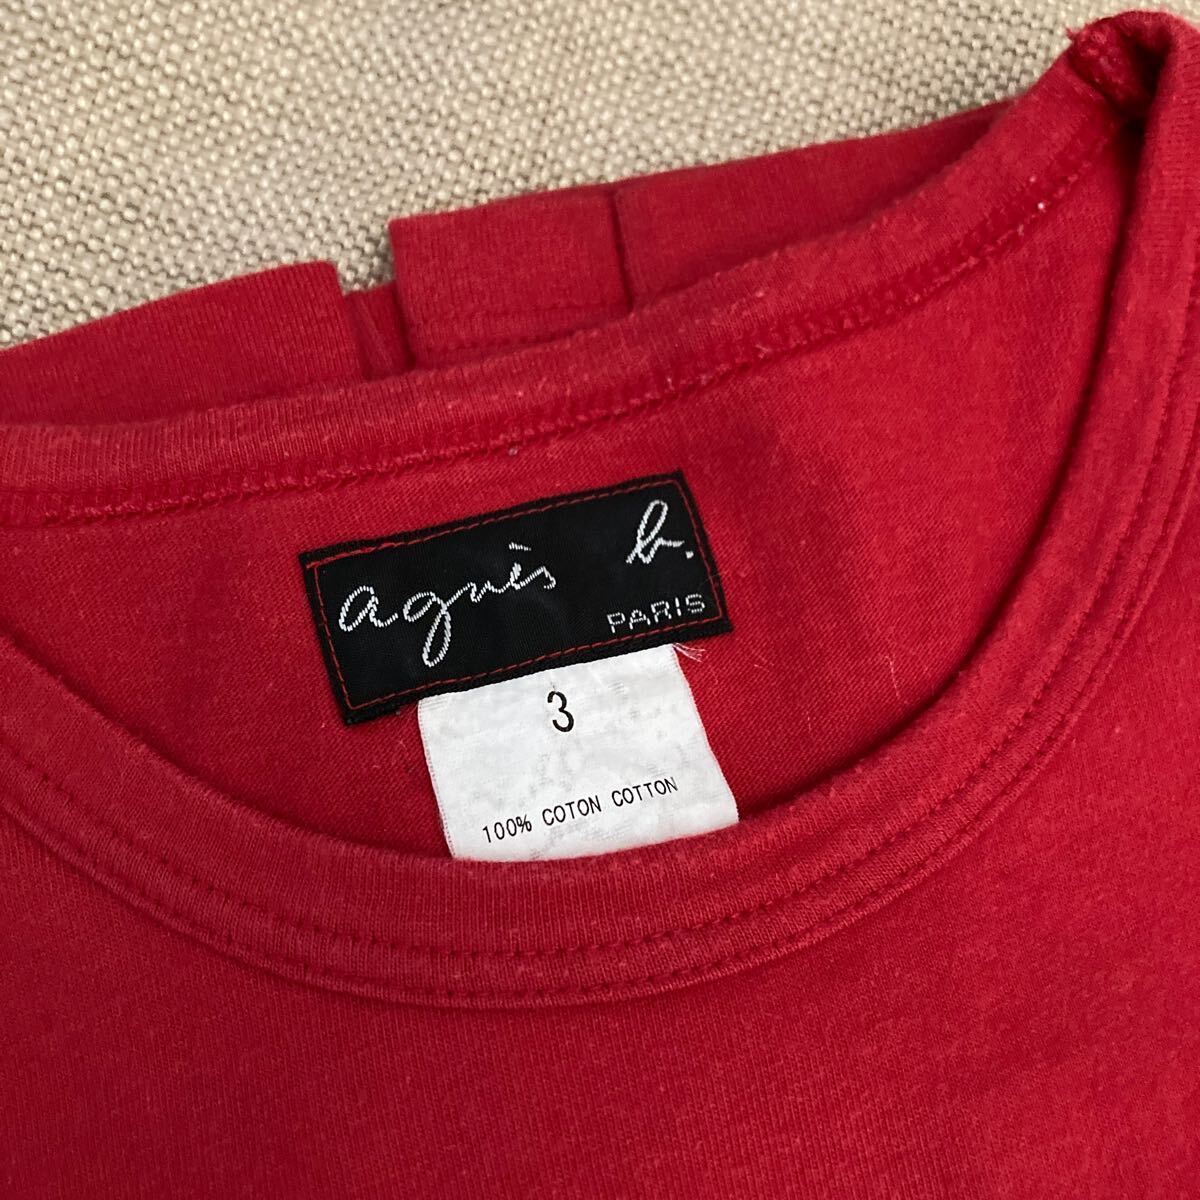 agnès b.
PARIS
3
100% COTON COTTON